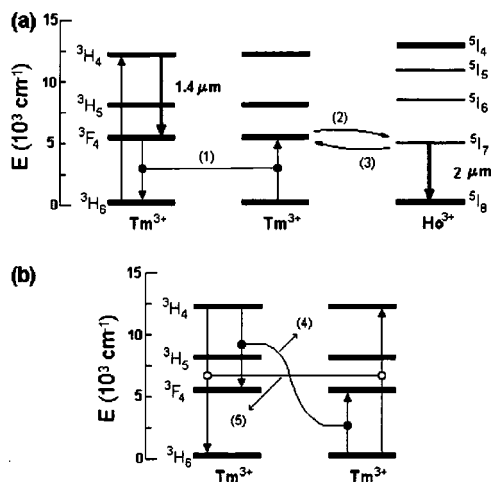 (a)
15
10
5
0
E (10³ cm⁻¹)
³H₄
³H₅
³F₄
³H₆
1.4 µm
(1)
(2)
(3)
⁵I₄
⁵I₅
⁵I₆
⁵I₇
2 µm
⁵I₈
Tm³⁺
Tm³⁺
Ho³⁺
(b)
15
10
5
0
E (10³ cm⁻¹)
³H₄
³H₅
³F₄
³H₆
(4)
(5)
Tm³⁺
Tm³⁺